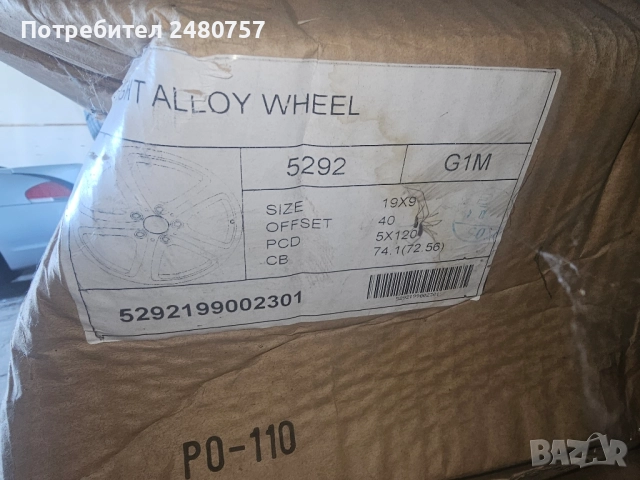 Потребител 2480757
T ALLOY WHEEL
5292 G1M
SIZE 19X9
OFFSET 40
PCD 5X120
CB 74.1(72.56)
5292199002301
PO-110
BAZAR